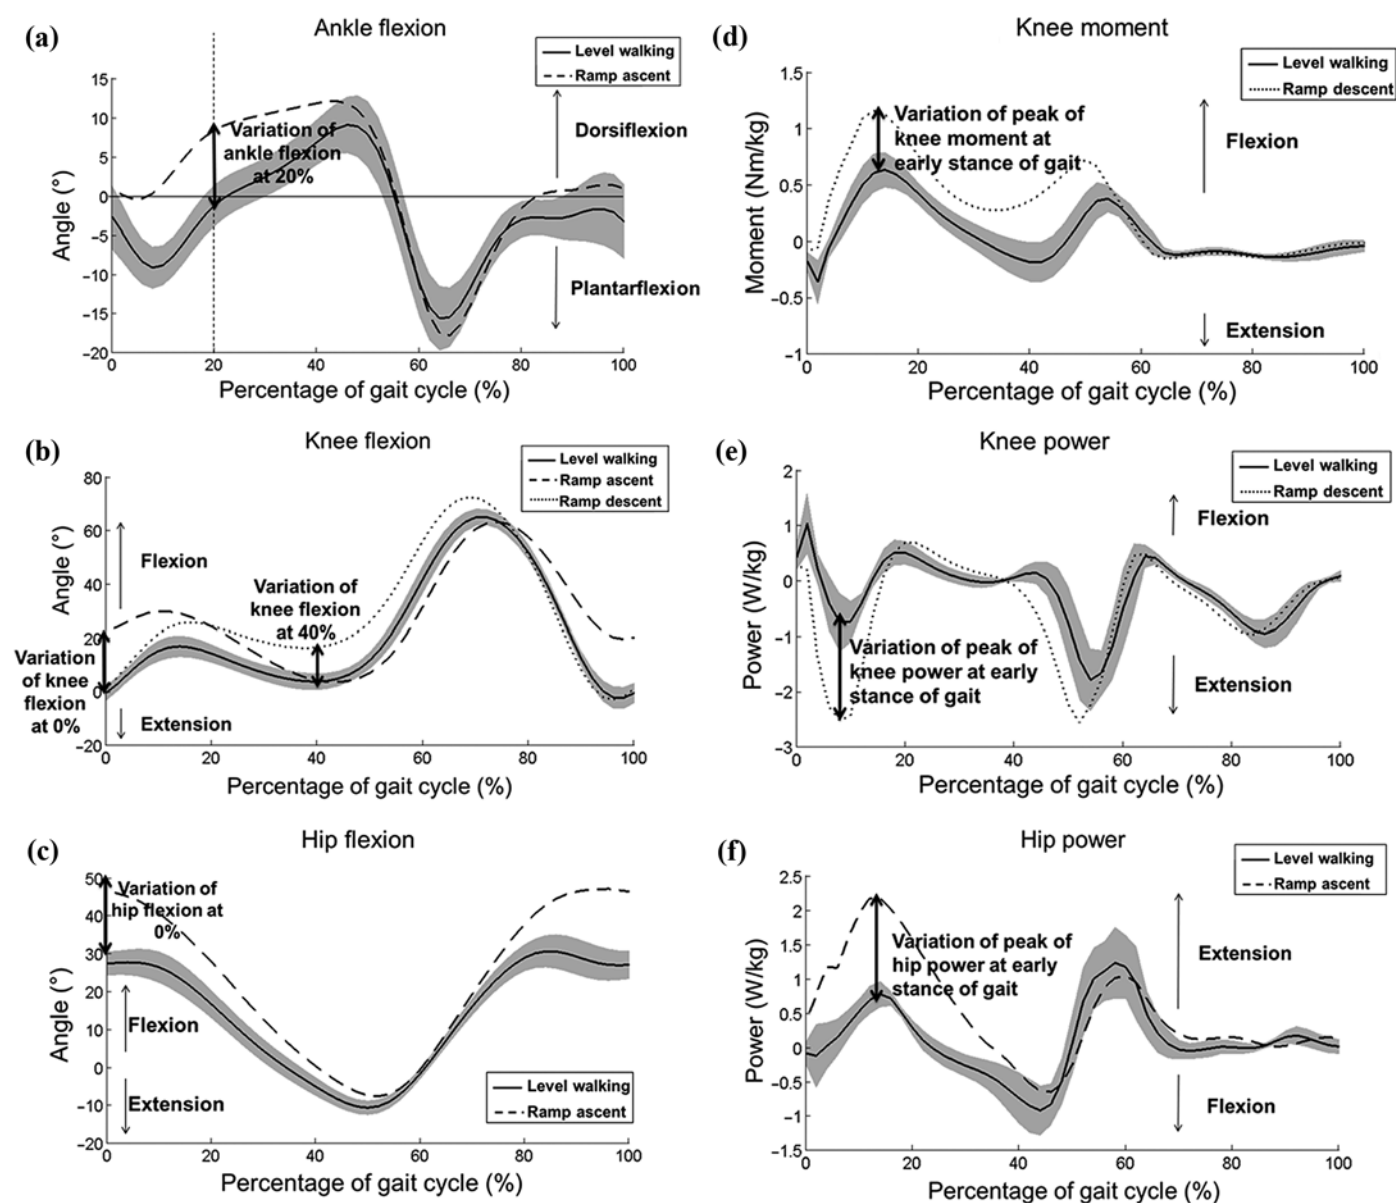 (a)
Ankle flexion
Level walking
Ramp ascent
15
10
5
0
−5
−10
−15
−20
Angle (°)
Variation of
ankle flexion
at 20%
Dorsiflexion
Plantarflexion
0
20
40
60
80
100
Percentage of gait cycle (%)
(d)
Knee moment
Level walking
Ramp descent
1.5
1
0.5
0
−0.5
−1
Moment (Nm/kg)
Variation of peak of
knee moment at
early stance of gait
Flexion
Extension
0
20
40
60
80
100
Percentage of gait cycle (%)
(b)
Knee flexion
Level walking
Ramp ascent
Ramp descent
80
60
40
20
0
−20
Angle (°)
Flexion
Variation of
knee flexion
at 40%
Variation
of knee
flexion
at 0%
Extension
0
20
40
60
80
100
Percentage of gait cycle (%)
(e)
Knee power
Level walking
Ramp descent
2
1
0
−1
−2
−3
Power (W/kg)
Flexion
Variation of peak of
knee power at early
stance of gait
Extension
0
20
40
60
80
100
Percentage of gait cycle (%)
(c)
Hip flexion
50
40
30
20
10
0
−10
−20
Angle (°)
Variation of
hip flexion at
0%
Flexion
Extension
Level walking
Ramp ascent
0
20
40
60
80
100
Percentage of gait cycle (%)
(f)
Hip power
Level walking
Ramp ascent
2.5
2
1.5
1
0.5
0
−0.5
−1
−1.5
Power (W/kg)
Variation of peak of
hip power at early
stance of gait
Extension
Flexion
0
20
40
60
80
100
Percentage of gait cycle (%)